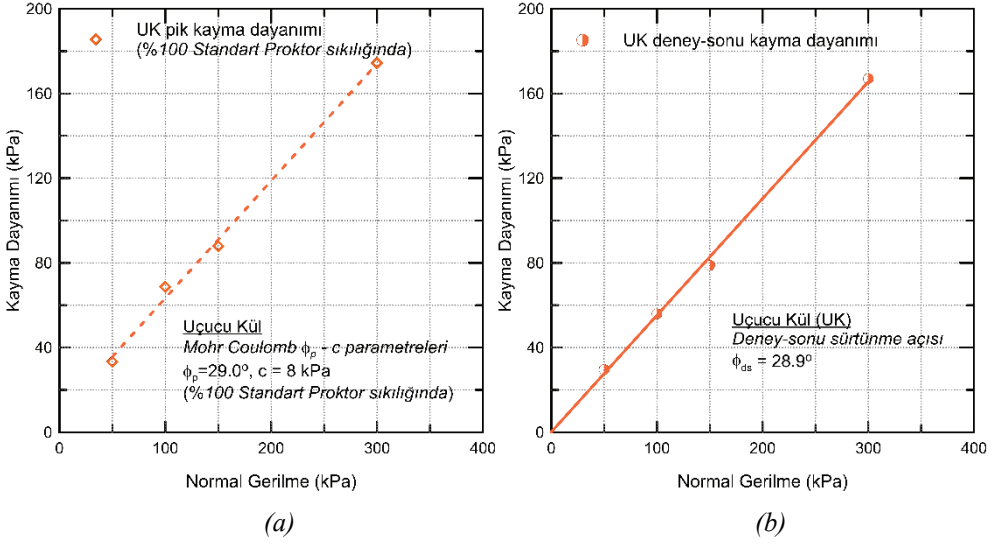 UK pik kayma dayanımı
(%100 Standart Proktor sıkılığında)
Kayma Dayanımı (kPa)
200
160
120
80
40
0
Uçucu Kül
Mohr Coulomb ϕp - c parametreleri
ϕp=29.0º, c = 8 kPa
(%100 Standart Proktor sıkılığında)
0 100 200 300 400
Normal Gerilme (kPa)
(a)
UK deney-sonu kayma dayanımı
Kayma Dayanımı (kPa)
200
160
120
80
40
0
Uçucu Kül (UK)
Deney-sonu sürtünme açısı
ϕds = 28.9º
0 100 200 300 400
Normal Gerilme (kPa)
(b)